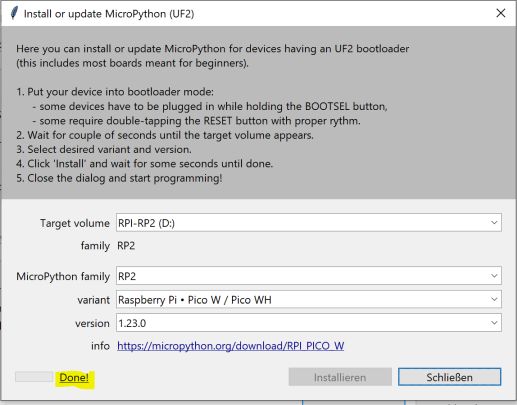 Install or update MicroPython (UF2)
Here you can install or update MicroPython for devices having an UF2 bootloader
(this includes most boards meant for beginners).
1. Put your device into bootloader mode:
- some devices have to be plugged in while holding the BOOTSEL button,
- some require double-tapping the RESET button with proper rythm.
2. Wait for couple of seconds until the target volume appears.
3. Select desired variant and version.
4. Click 'Install' and wait for some seconds until done.
5. Close the dialog and start programming!
Target volume RPI-RP2 (D:)
family RP2
MicroPython family RP2
variant Raspberry Pi • Pico W / Pico WH
version 1.23.0
info https://micropython.org/download/RPI_PICO_W
Done! Installieren Schließen